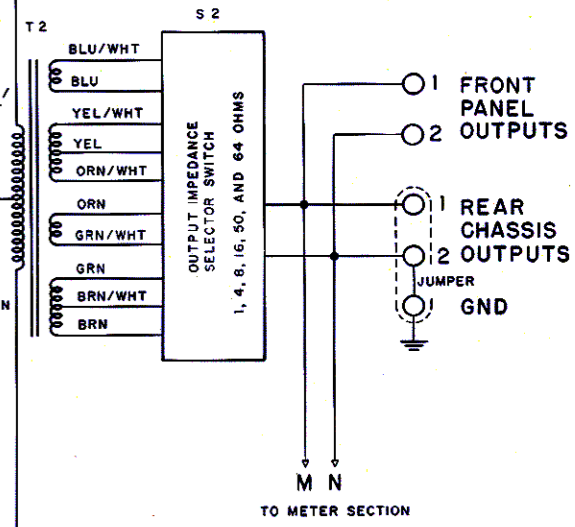 S 2
T 2
BLU/WHT
BLU
YEL/WHT
YEL
ORN/WHT
ORN
GRN/WHT
GRN
BRN/WHT
BRN
N
OUTPUT IMPEDANCE
SELECTOR SWITCH
1, 4, 8, 16, 50, AND 64 OHMS
1 FRONT
PANEL
2 OUTPUTS
1 REAR
CHASSIS
2 OUTPUTS
JUMPER
GND
M N
TO METER SECTION